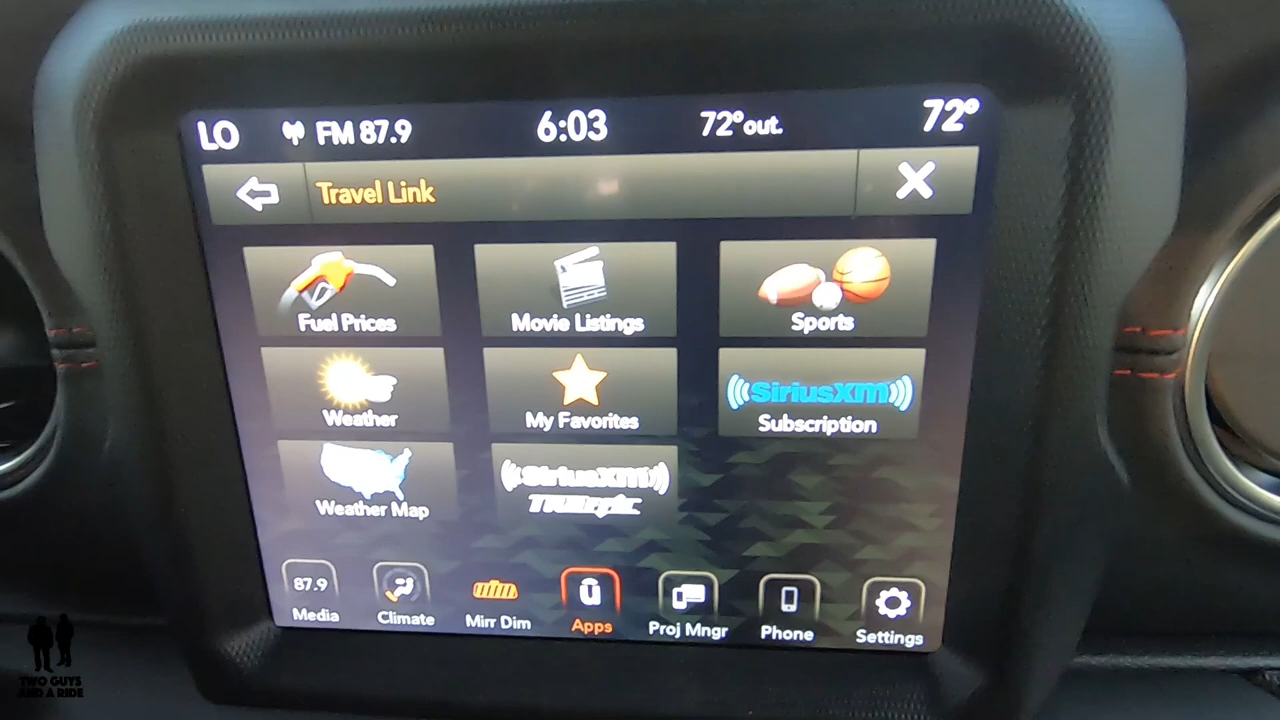 LO FM 87.9 6:03 72° out. 72°
Travel Link
Fuel Prices Movie Listings Sports
Weather My Favorites SiriusXM Subscription
Weather Map SiriusXM Traffic
87.9
Media Climate Mirr Dim Apps Proj Mngr Phone Settings
TWO GUYS
AND A RIDE